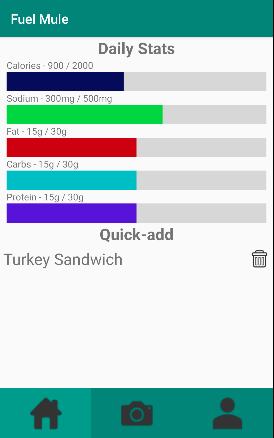 Fuel Mule
Daily Stats
Calories - 900 / 2000
Sodium - 300mg / 500mg
Fat - 15g / 30g
Carbs - 15g / 30g
Protein - 15g / 30g
Quick-add
Turkey Sandwich